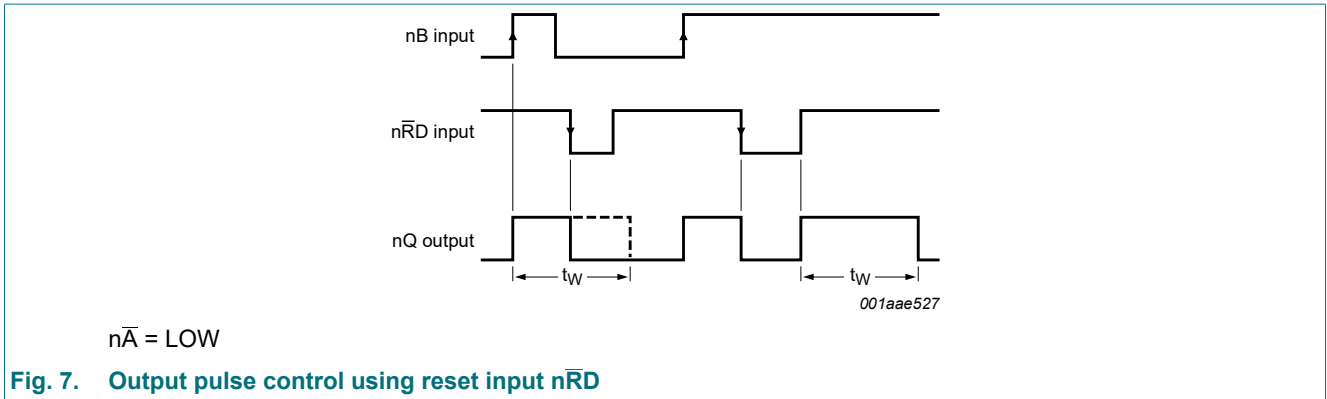 nB input
nR̅D input
nQ output
tW
tW
001aae527
nA̅ = LOW
Fig. 7. Output pulse control using reset input nR̅D